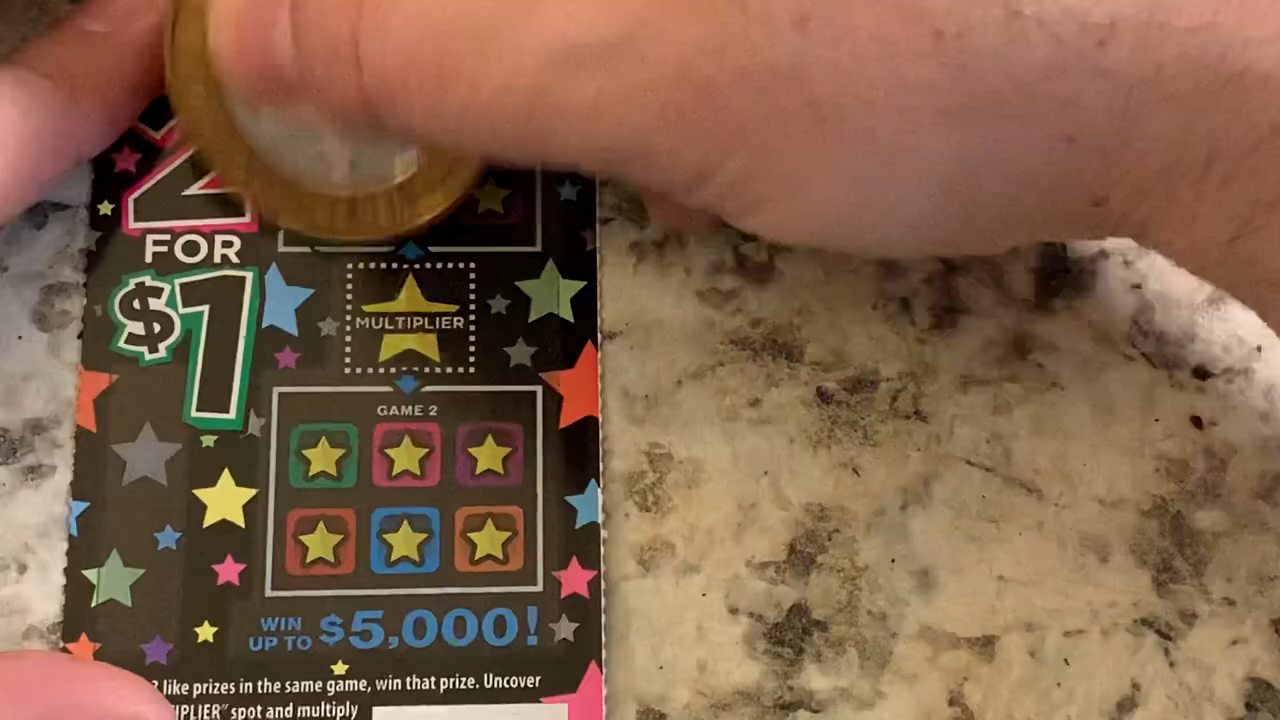 2
FOR
$1
MULTIPLIER
GAME 2
WIN
UP TO $5,000!
like prizes in the same game, win that prize. Uncover
spot and multiply